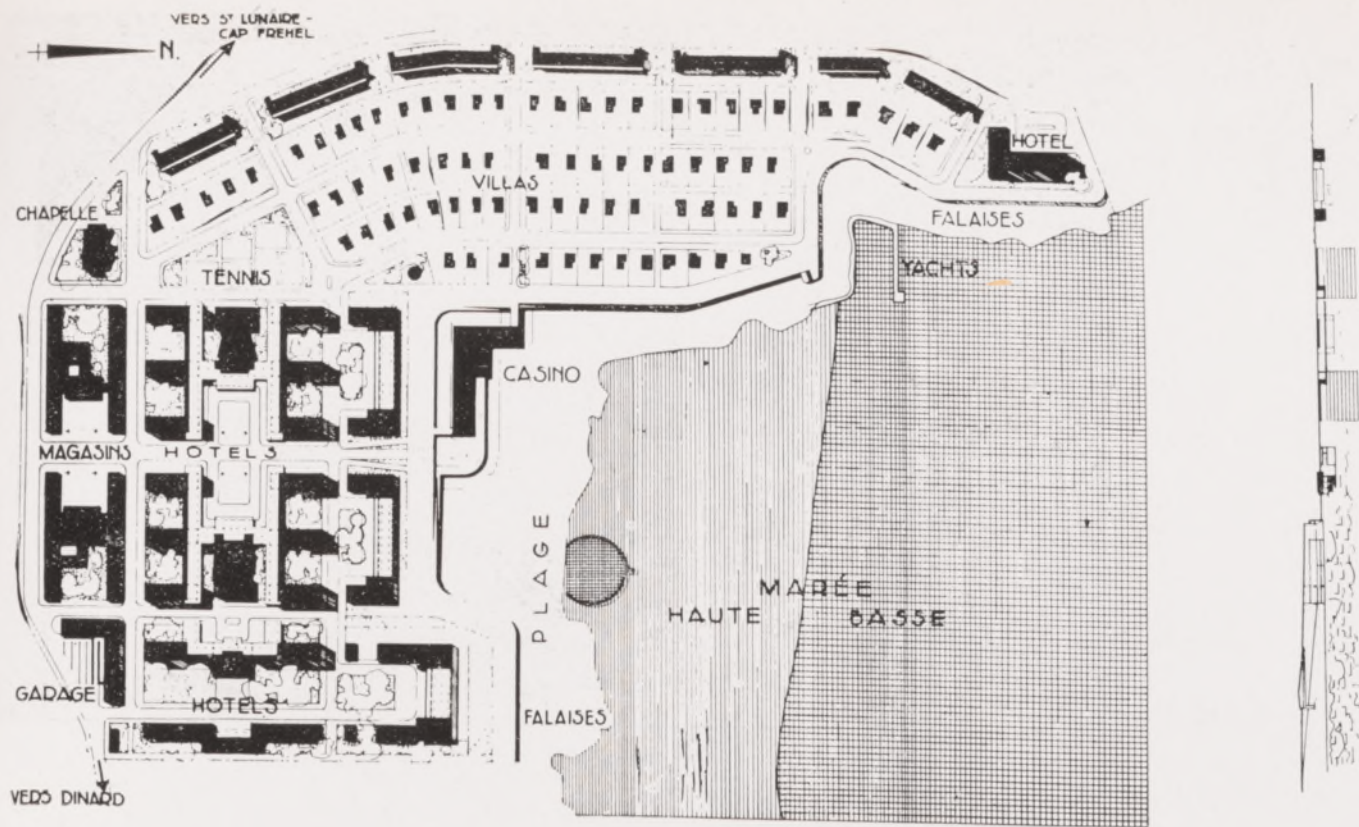 VERS ST LUNAIRE -
CAP FREHEL
N.
HOTEL
CHAPELLE
VILLAS
FALAISES
TENNIS
YACHTS
CASINO
MAGASINS HOTELS
PLAGE
MARÉE
HAUTE BASSE
GARAGE
HOTELS
FALAISES
VERS DINARD